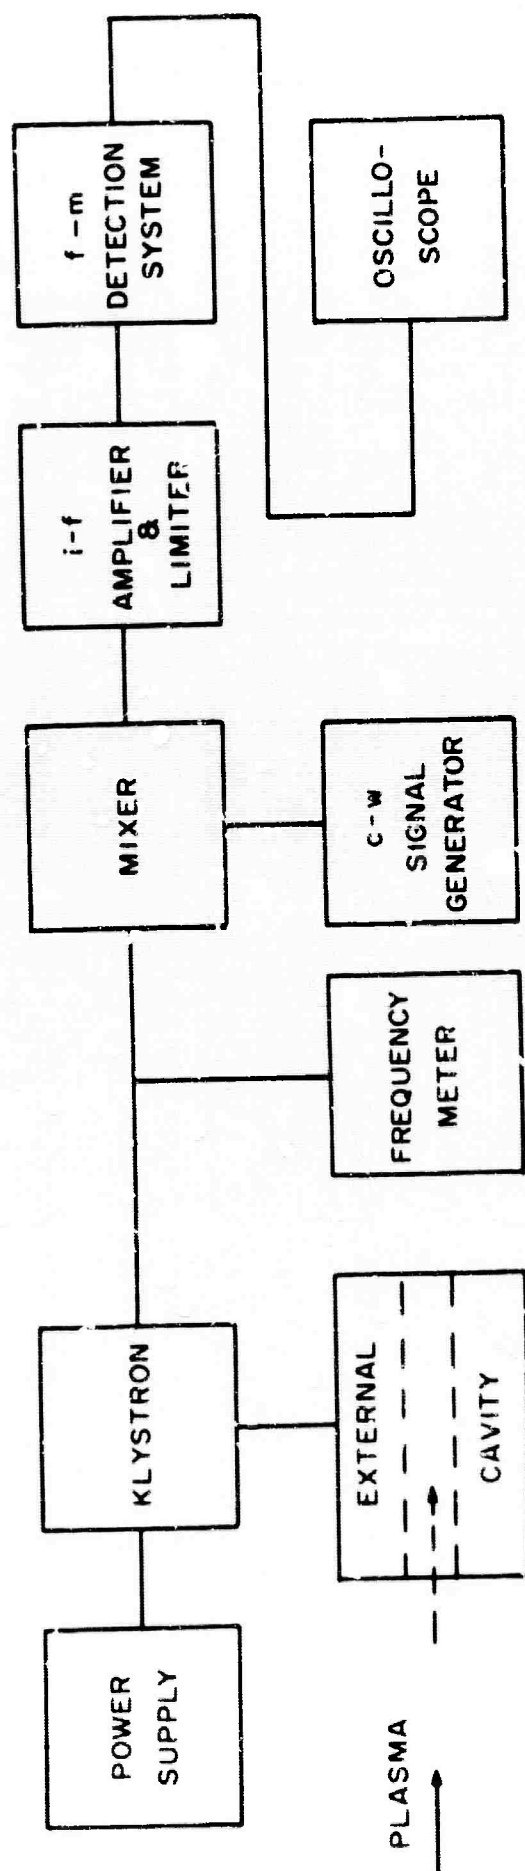 POWER
SUPPLY
KLYSTRON
MIXER
i-f
AMPLIFIER
&
LIMITER
f-m
DETECTION
SYSTEM
PLASMA
EXTERNAL
CAVITY
FREQUENCY
METER
c-w
SIGNAL
GENERATOR
OSCILLO-
SCOPE